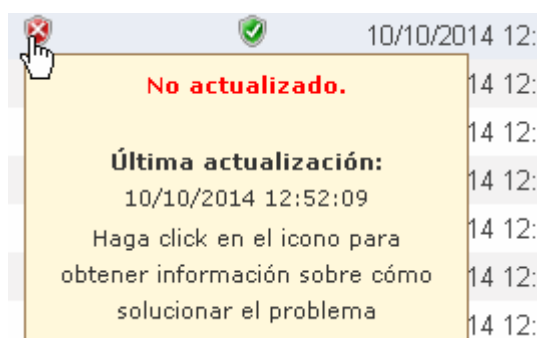 10/10/2014 12:
No actualizado.
14 12:
14 12:
Última actualización:
14 12:
10/10/2014 12:52:09
Haga click en el icono para
14 12:
obtener información sobre cómo
14 12:
solucionar el problema
14 12: